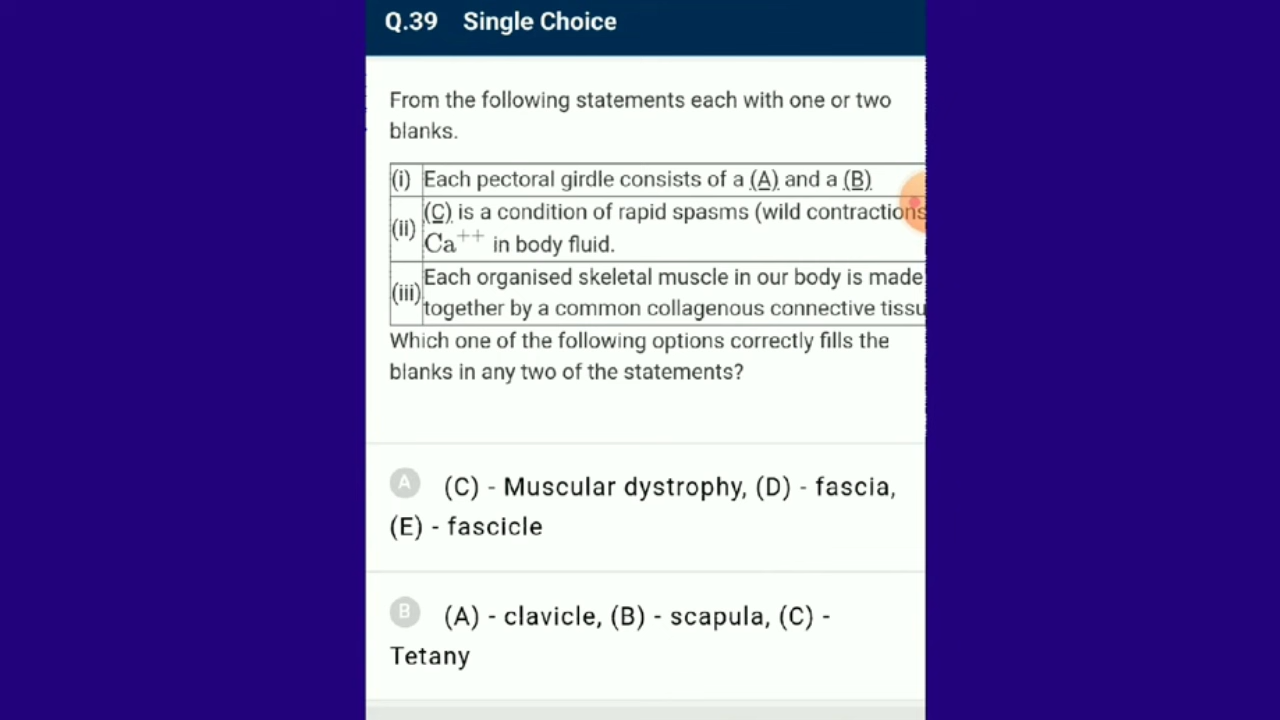 Q.39 Single Choice
From the following statements each with one or two
blanks.
(i) Each pectoral girdle consists of a (A) and a (B)
(ii) (C) is a condition of rapid spasms (wild contractions
Ca++ in body fluid.
(iii) Each organised skeletal muscle in our body is made
together by a common collagenous connective tissu
Which one of the following options correctly fills the
blanks in any two of the statements?
A (C) - Muscular dystrophy, (D) - fascia,
(E) - fascicle
B (A) - clavicle, (B) - scapula, (C) -
Tetany